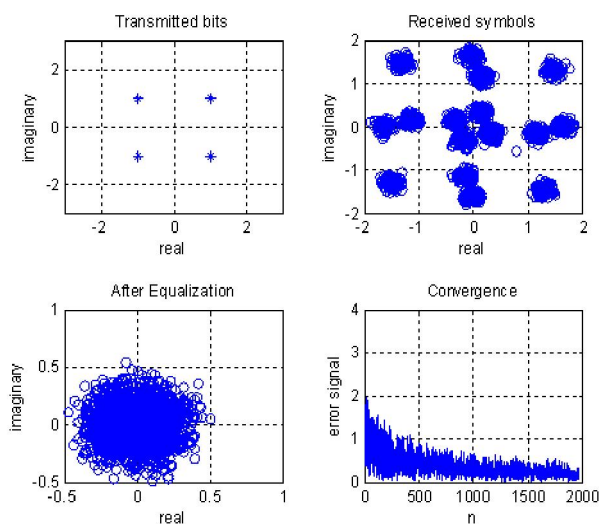 Transmitted bits
imaginary
2
0
-2
-2
0
2
real
Received symbols
imaginary
2
1
0
-1
-2
-2
-1
0
1
2
real
After Equalization
imaginary
1
0.5
0
-0.5
-0.5
0
0.5
1
real
Convergence
error signal
4
3
2
1
0
0
500
1000
1500
2000
n